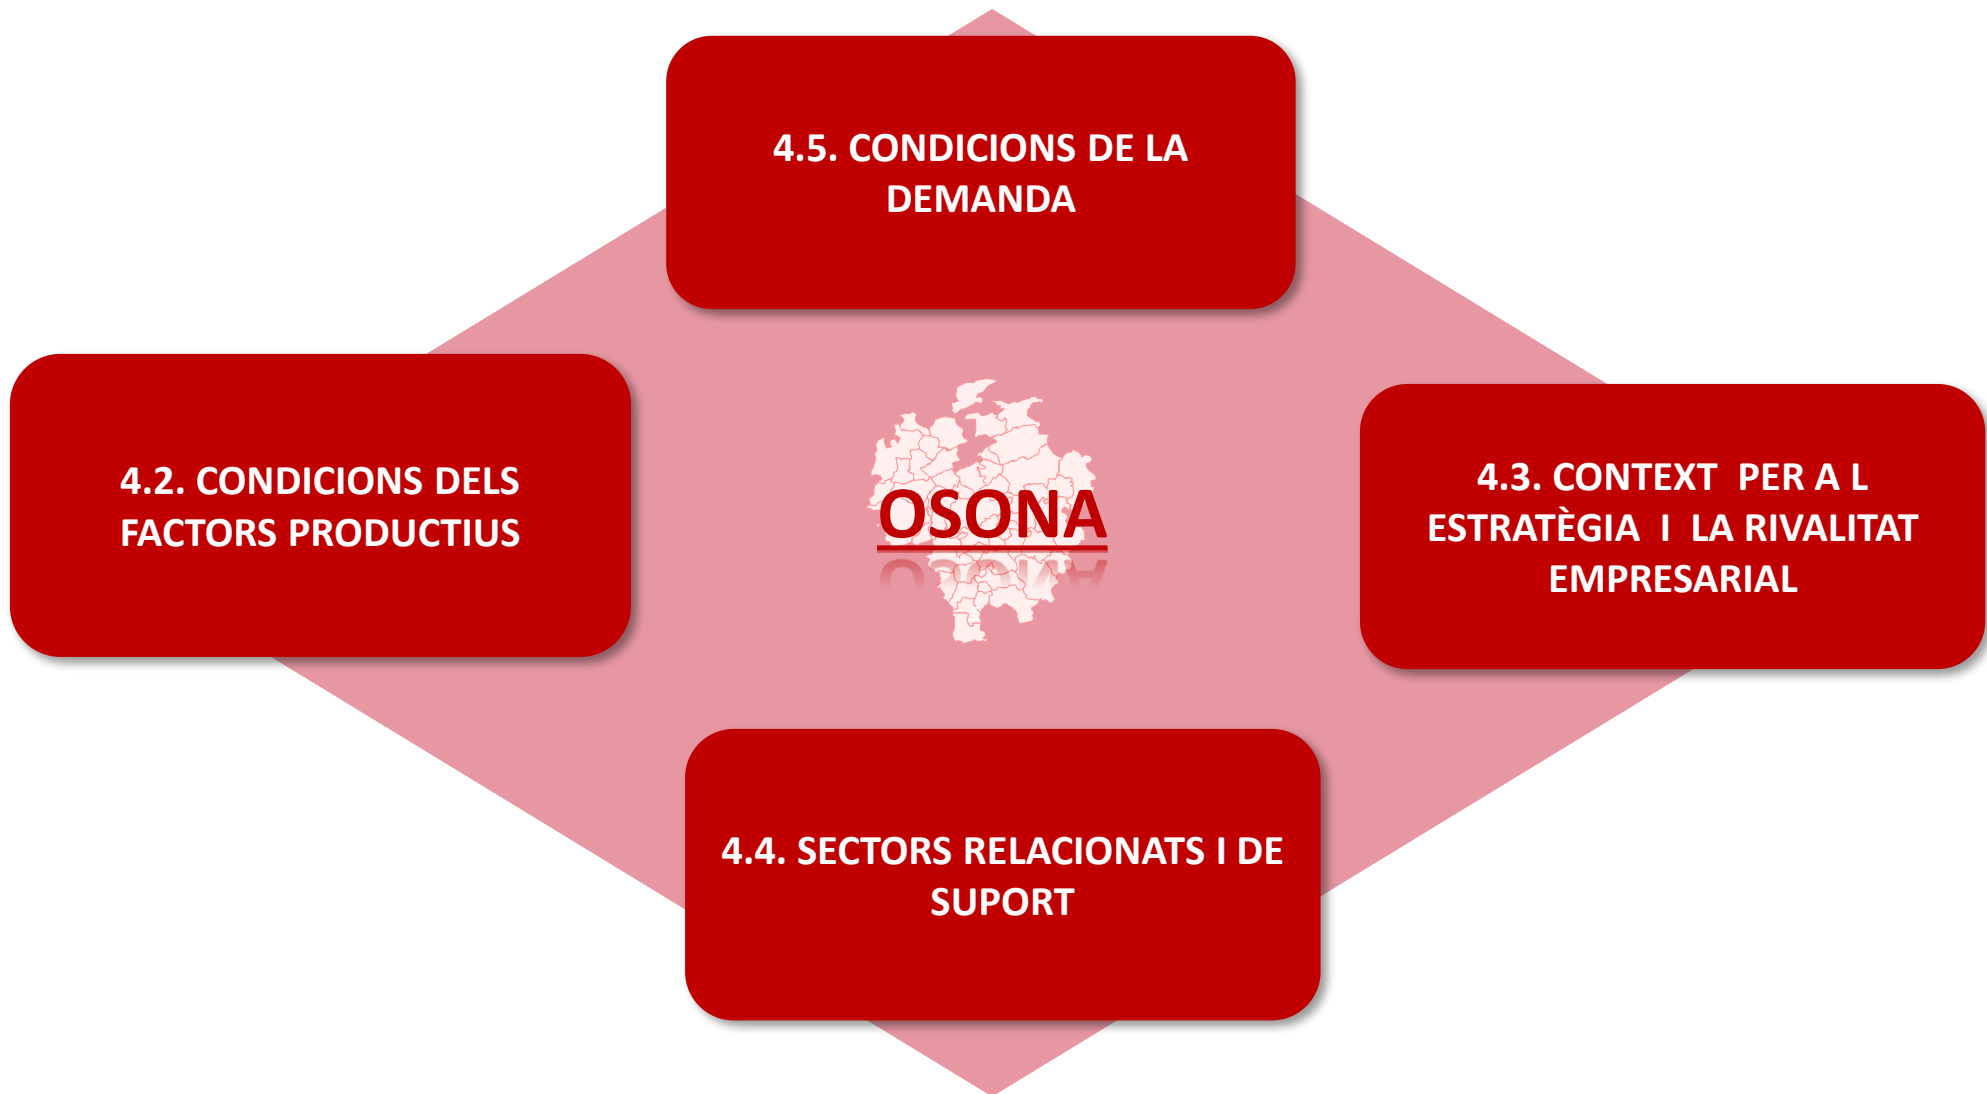 4.5. CONDICIONS DE LA
DEMANDA
4.2. CONDICIONS DELS
FACTORS PRODUCTIUS
OSONA
4.3. CONTEXT PER A L
ESTRATÈGIA I LA RIVALITAT
EMPRESARIAL
4.4. SECTORS RELACIONATS I DE
SUPORT